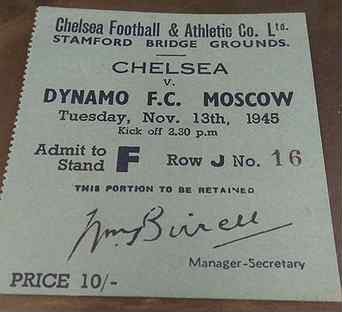 Chelsea Football & Athletic Co. Ltd.
STAMFORD BRIDGE GROUNDS.
CHELSEA
V.
DYNAMO F.C. MOSCOW
Tuesday, Nov. 13th, 1945
Kick off 2.30 p.m
Admit to Stand F Row J No. 16
THIS PORTION TO BE RETAINED
Wm Birrell
Manager-Secretary
PRICE 10/-